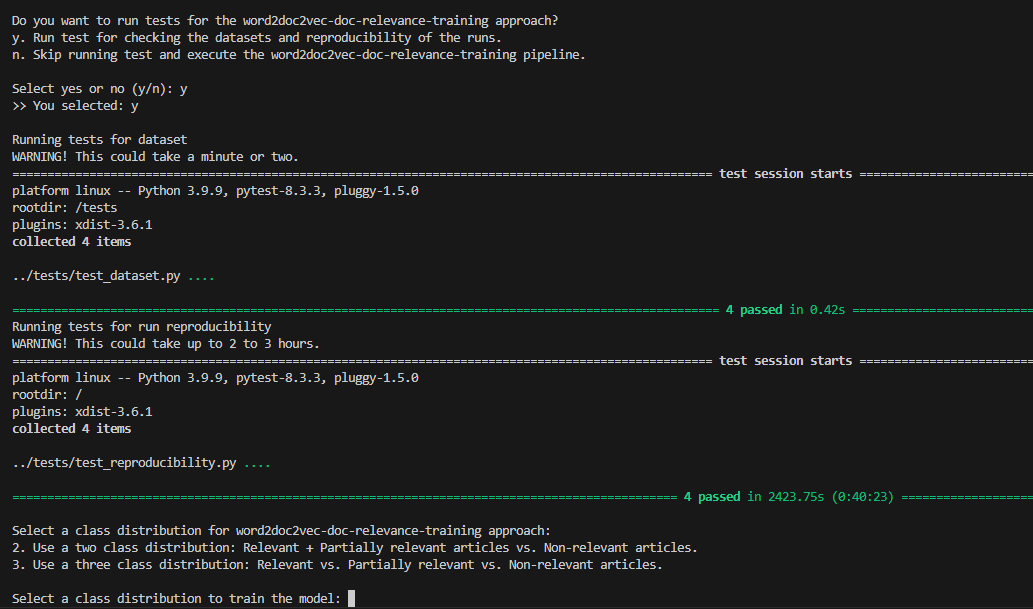 Do you want to run tests for the word2doc2vec-doc-relevance-training approach?
y. Run test for checking the datasets and reproducibility of the runs.
n. Skip running test and execute the word2doc2vec-doc-relevance-training pipeline.
Select yes or no (y/n): y
>> You selected: y
Running tests for dataset
WARNING! This could take a minute or two.
==================== test session starts ====================
platform linux -- Python 3.9.9, pytest-8.3.3, pluggy-1.5.0
rootdir: /tests
plugins: xdist-3.6.1
collected 4 items
../tests/test_dataset.py ....
==================== 4 passed in 0.42s ====================
Running tests for run reproducibility
WARNING! This could take up to 2 to 3 hours.
==================== test session starts ====================
platform linux -- Python 3.9.9, pytest-8.3.3, pluggy-1.5.0
rootdir: /
plugins: xdist-3.6.1
collected 4 items
../tests/test_reproducibility.py ....
==================== 4 passed in 2423.75s (0:40:23) ====================
Select a class distribution for word2doc2vec-doc-relevance-training approach:
2. Use a two class distribution: Relevant + Partially relevant articles vs. Non-relevant articles.
3. Use a three class distribution: Relevant vs. Partially relevant vs. Non-relevant articles.
Select a class distribution to train the model: